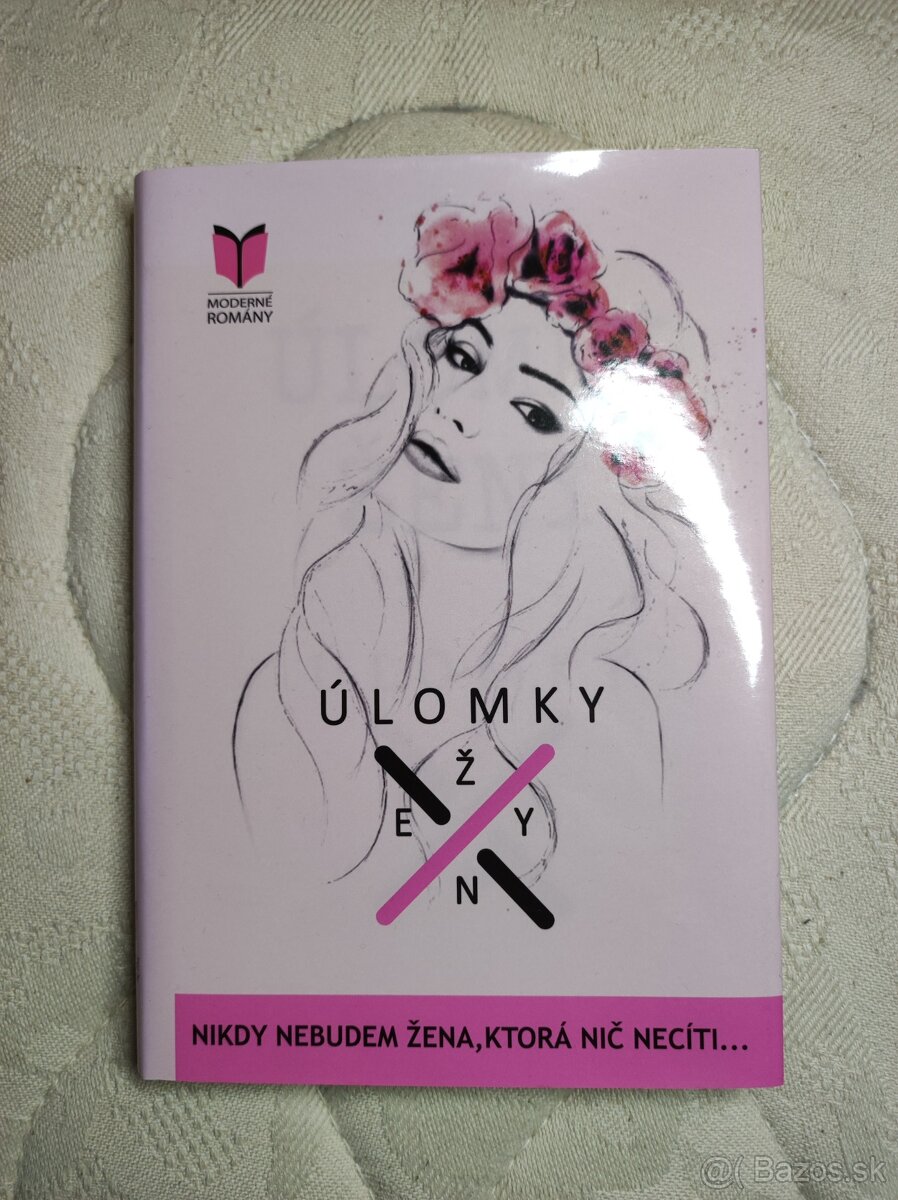 MODERNÉ
ROMÁNY
ÚLOMKY
Ž
E Y
N
NIKDY NEBUDEM ŽENA, KTORÁ NIČ NECÍTI...
@( Bazos.sk